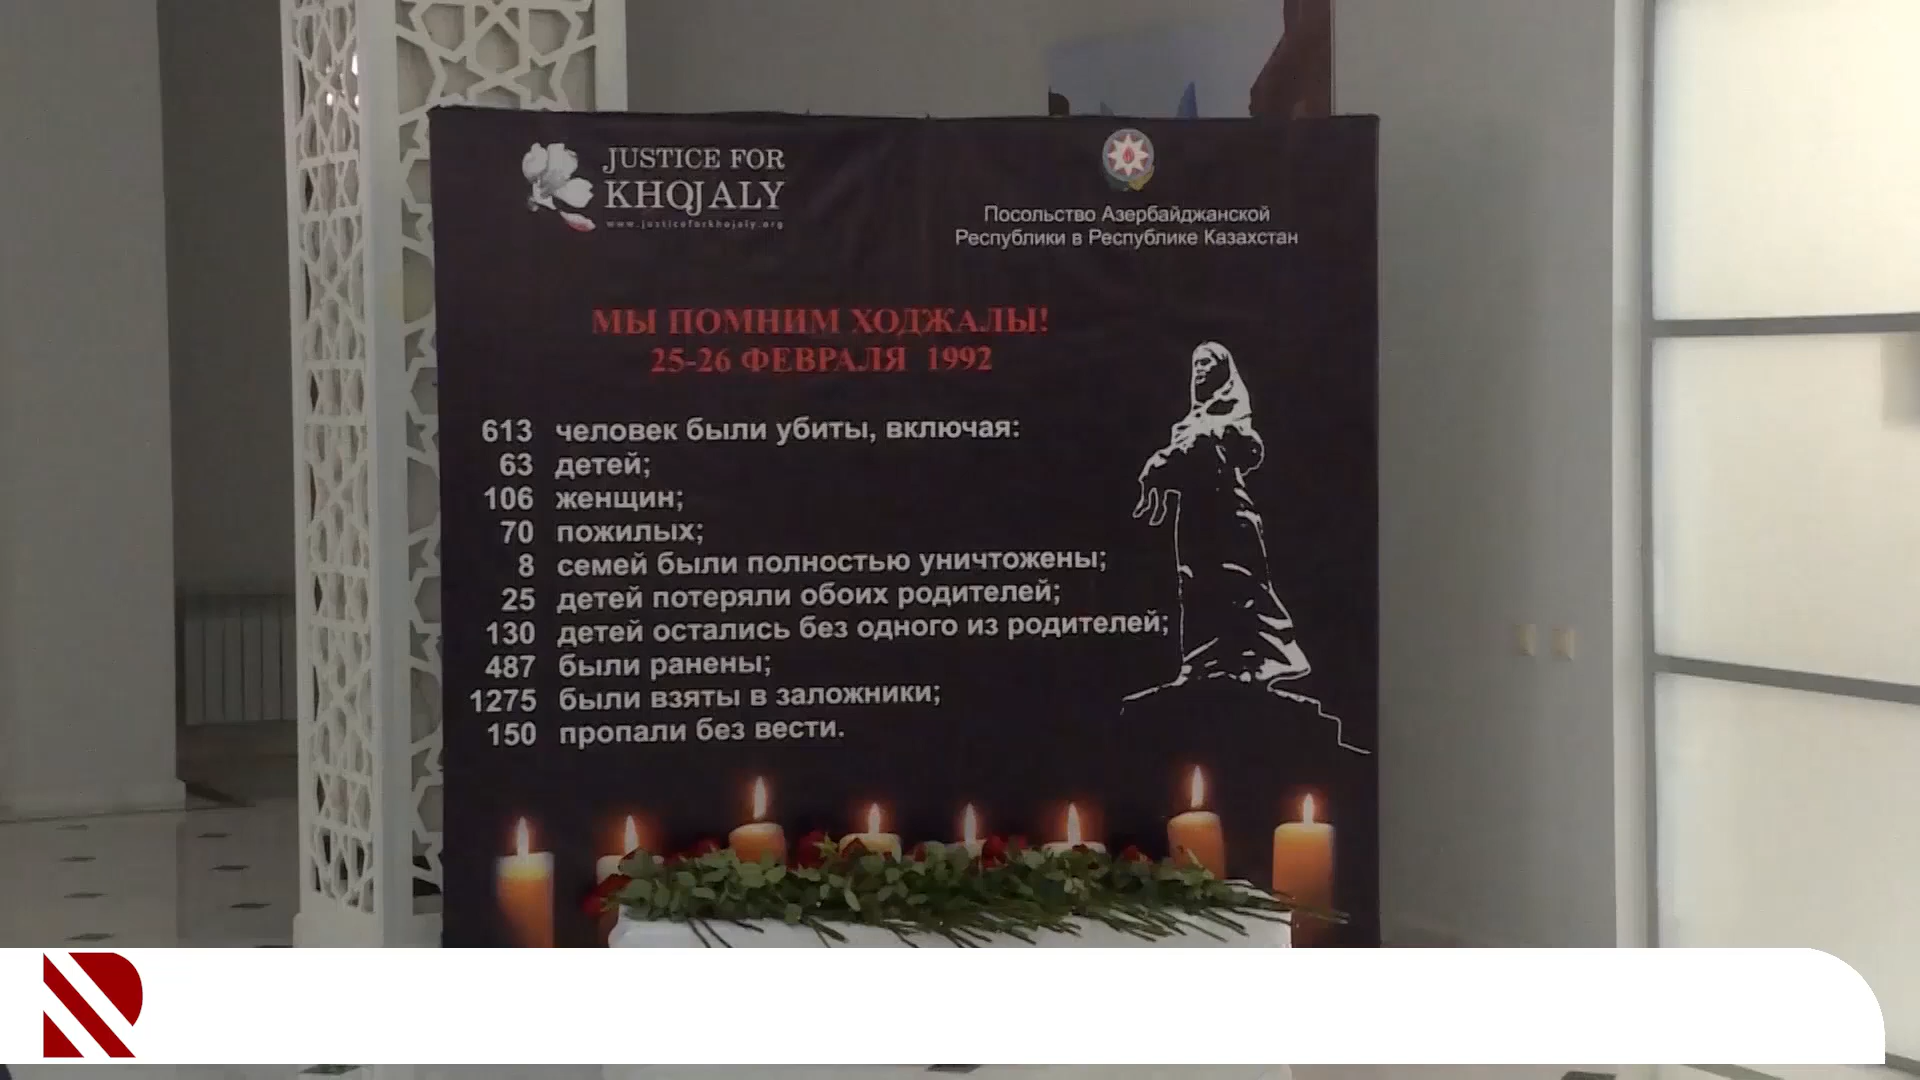 JUSTICE FOR
KHOJALY
www.justiceforkhojaly.org
Посольство Азербайджанской
Республики в Республике Казахстан
МЫ ПОМНИМ ХОДЖАЛЫ!
25-26 ФЕВРАЛЯ 1992
613 человек были убиты, включая:
63 детей;
106 женщин;
70 пожилых;
8 семей были полностью уничтожены;
25 детей потеряли обоих родителей;
130 детей остались без одного из родителей;
487 были ранены;
1275 были взяты в заложники;
150 пропали без вести.